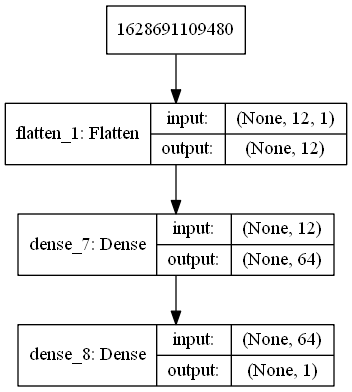 1628691109480
flatten_1: Flatten
input:
(None, 12, 1)
output:
(None, 12)
dense_7: Dense
input:
(None, 12)
output:
(None, 64)
dense_8: Dense
input:
(None, 64)
output:
(None, 1)